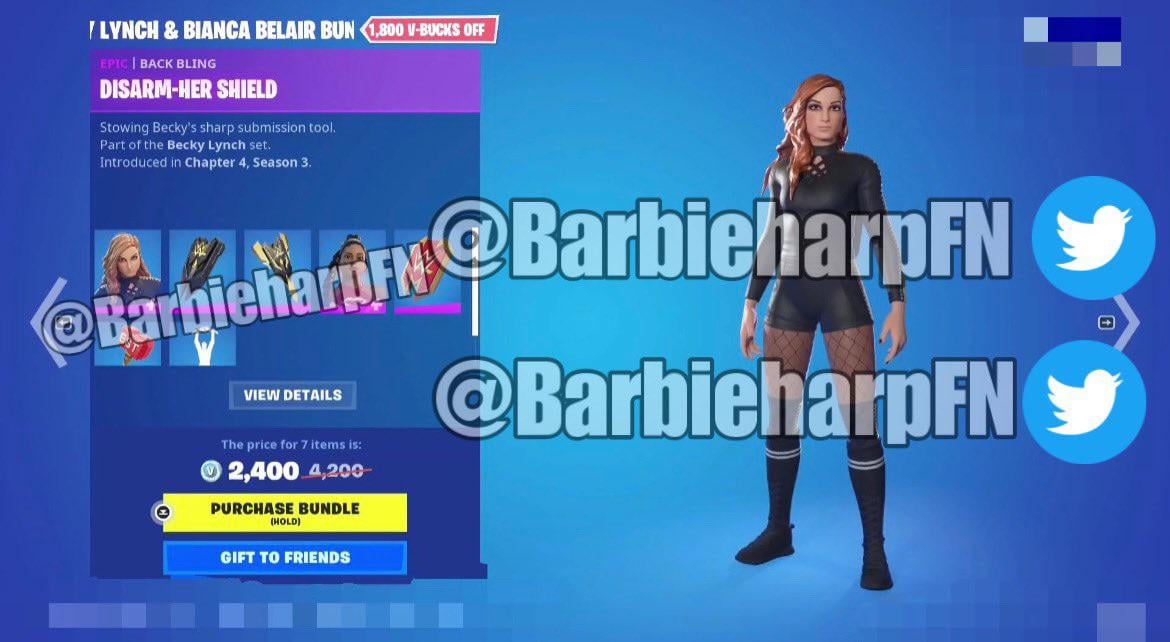 Y LYNCH & BIANCA BELAIR BUN
1,800 V-BUCKS OFF
EPIC | BACK BLING
DISARM-HER SHIELD
Stowing Becky's sharp submission tool.
Part of the Becky Lynch set.
Introduced in Chapter 4, Season 3.
@BarbieharpFN
@BarbieharpFN
@BarbieharpFN
VIEW DETAILS
The price for 7 items is:
2,400 4,200
PURCHASE BUNDLE
(HOLD)
GIFT TO FRIENDS